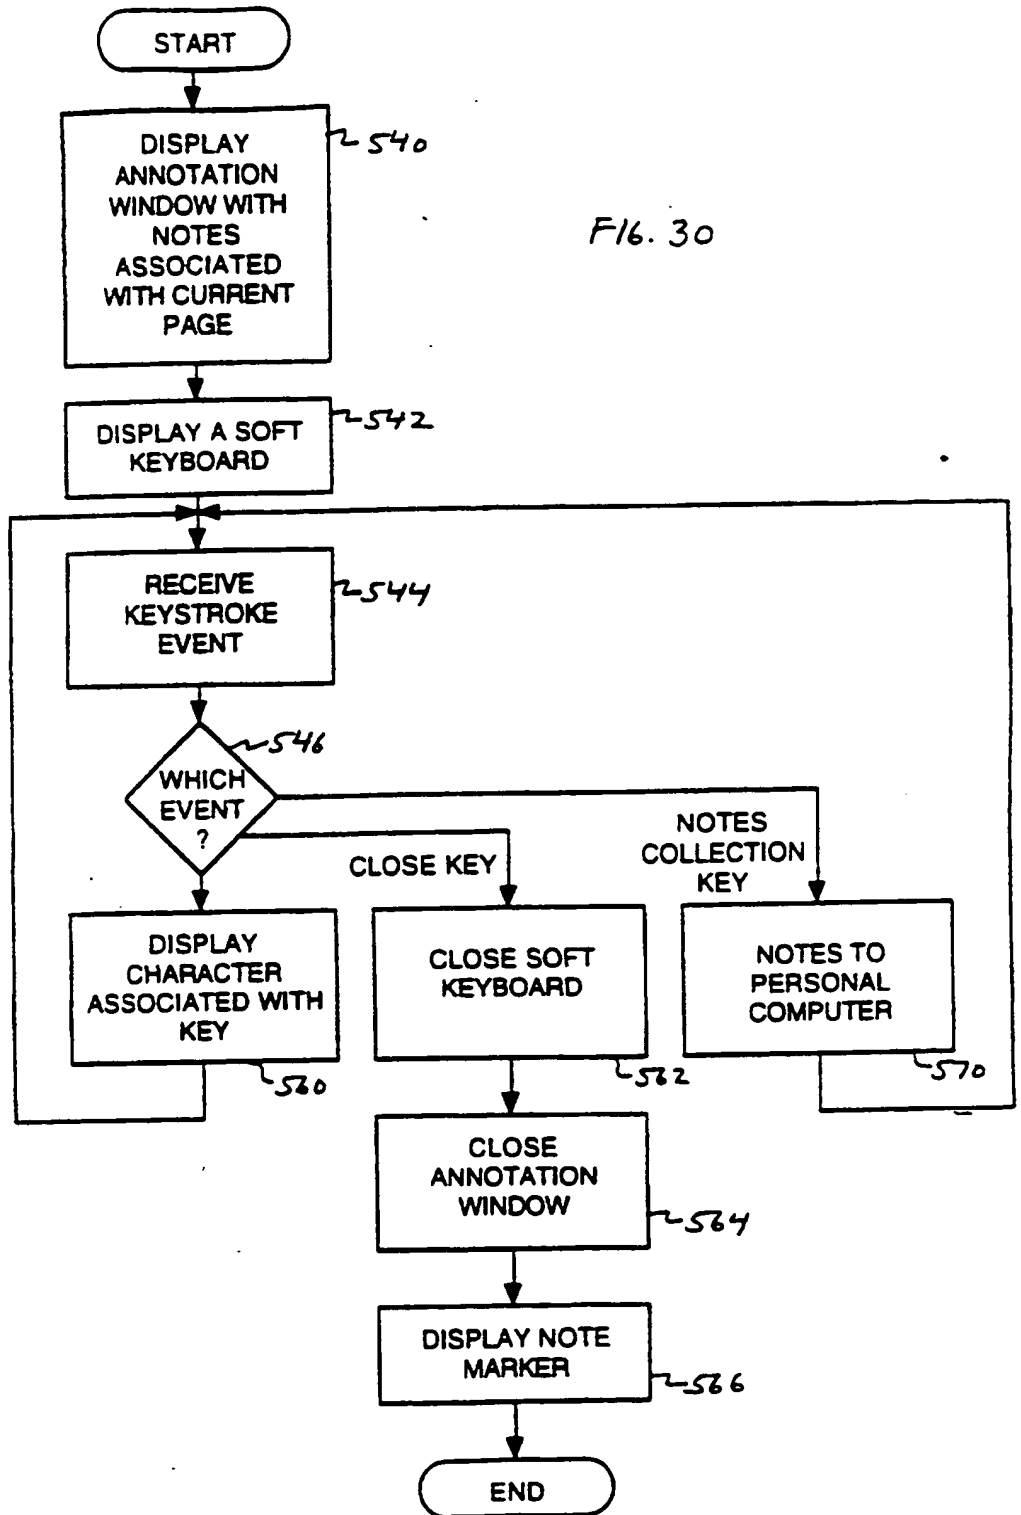 START
DISPLAY
ANNOTATION
WINDOW WITH
NOTES
ASSOCIATED
WITH CURRENT
PAGE
540
FIG. 30
DISPLAY A SOFT
KEYBOARD
542
RECEIVE
KEYSTROKE
EVENT
544
WHICH
EVENT
?
546
CLOSE KEY
NOTES
COLLECTION
KEY
DISPLAY
CHARACTER
ASSOCIATED WITH
KEY
560
CLOSE SOFT
KEYBOARD
562
NOTES TO
PERSONAL
COMPUTER
570
CLOSE
ANNOTATION
WINDOW
564
DISPLAY NOTE
MARKER
566
END